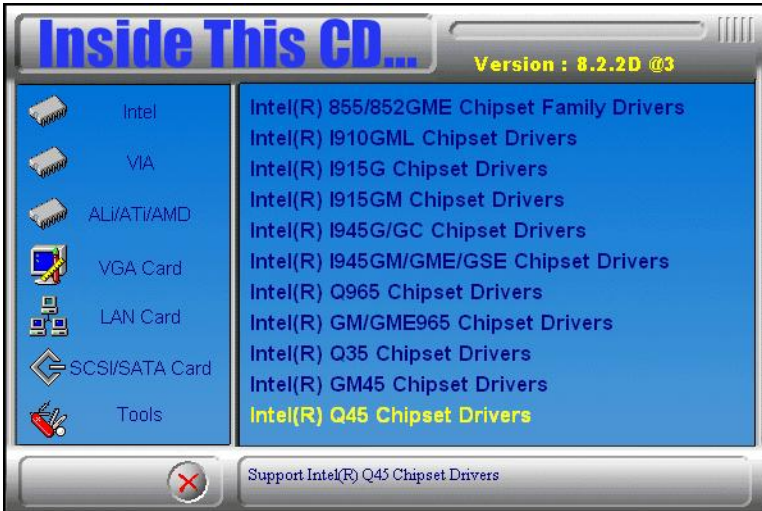 Inside This CD...
Version : 8.2.2D @3
Intel
VIA
ALi/ATi/AMD
VGA Card
LAN Card
SCSI/SATA Card
Tools
Intel(R) 855/852GME Chipset Family Drivers
Intel(R) I910GML Chipset Drivers
Intel(R) I915G Chipset Drivers
Intel(R) I915GM Chipset Drivers
Intel(R) I945G/GC Chipset Drivers
Intel(R) I945GM/GME/GSE Chipset Drivers
Intel(R) Q965 Chipset Drivers
Intel(R) GM/GME965 Chipset Drivers
Intel(R) Q35 Chipset Drivers
Intel(R) GM45 Chipset Drivers
Intel(R) Q45 Chipset Drivers
Support Intel(R) Q45 Chipset Drivers